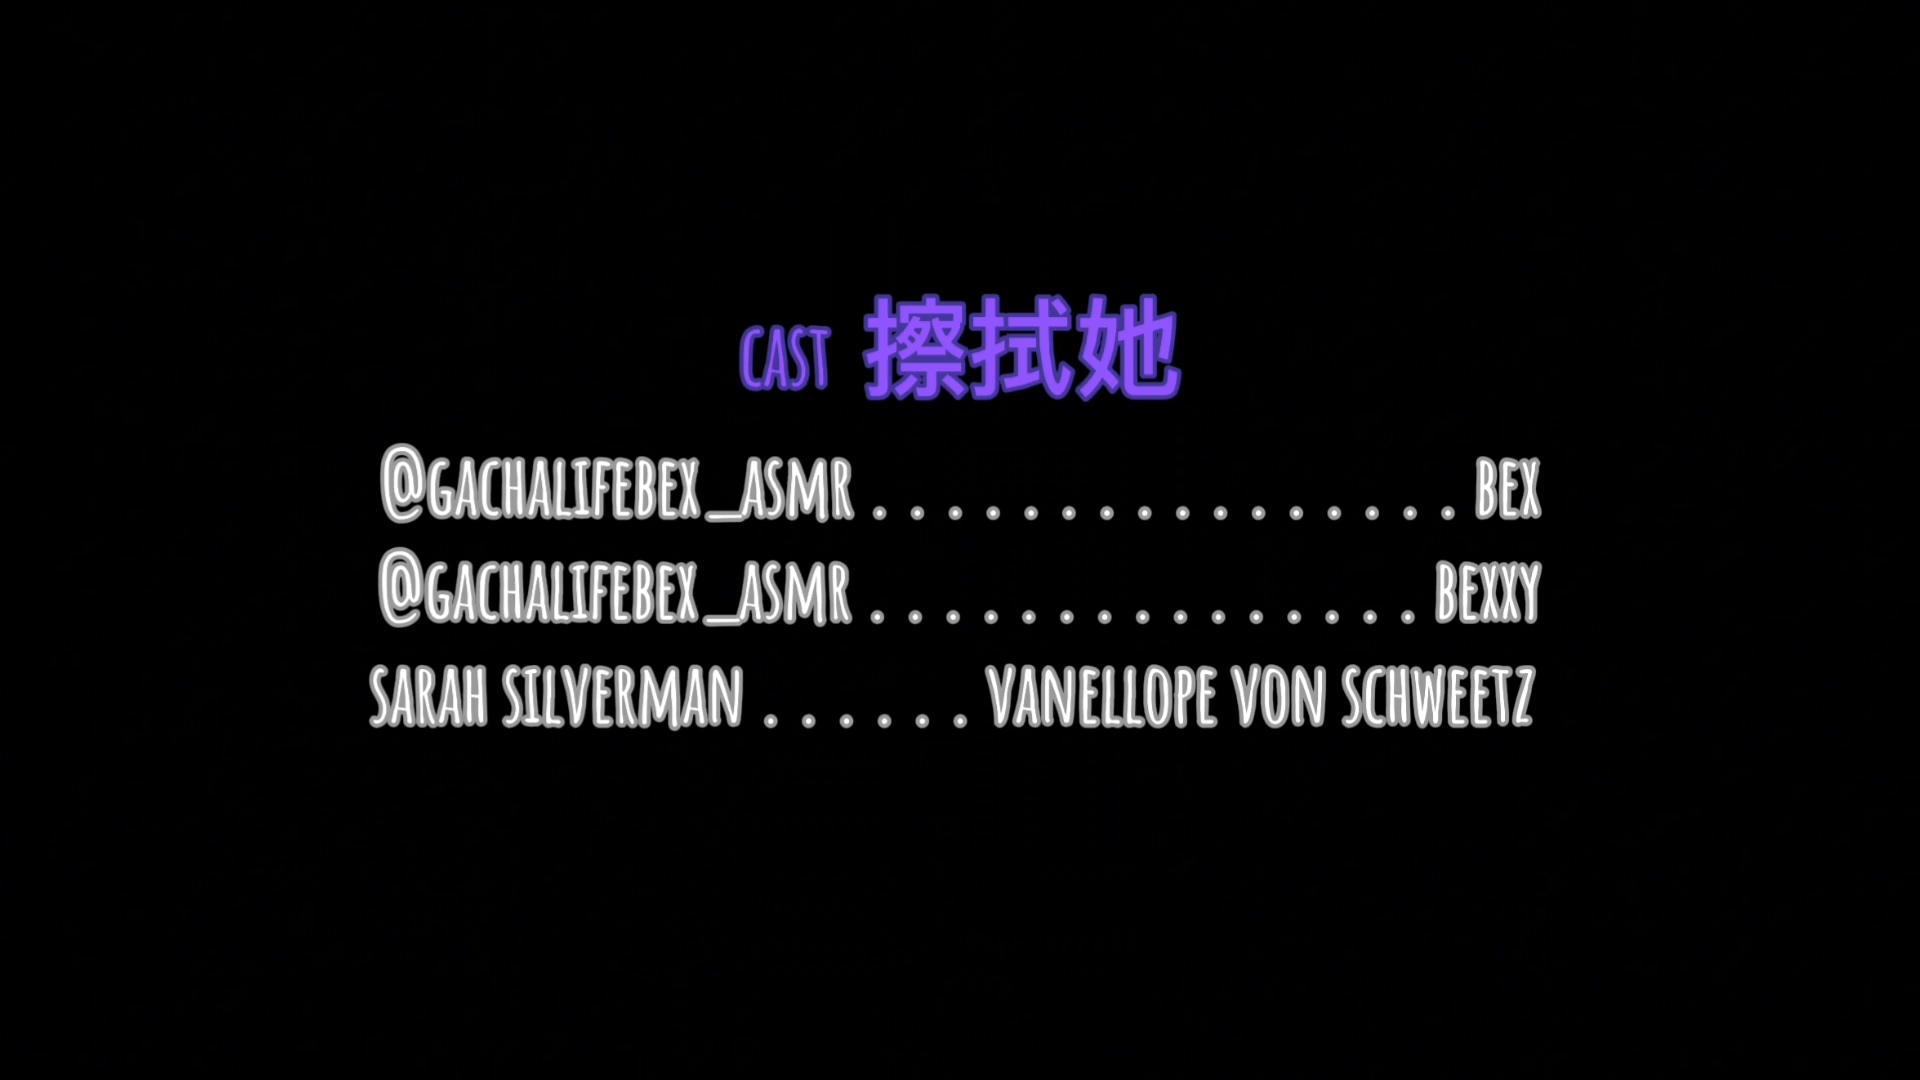 CAST 擦拭她
@GACHALIFEBEX_ASMR . . . . . . . . . . . . . . . . BEX
@GACHALIFEBEX_ASMR . . . . . . . . . . . . . . . BEXXY
SARAH SILVERMAN . . . . . . VANELLOPE VON SCHWEETZ